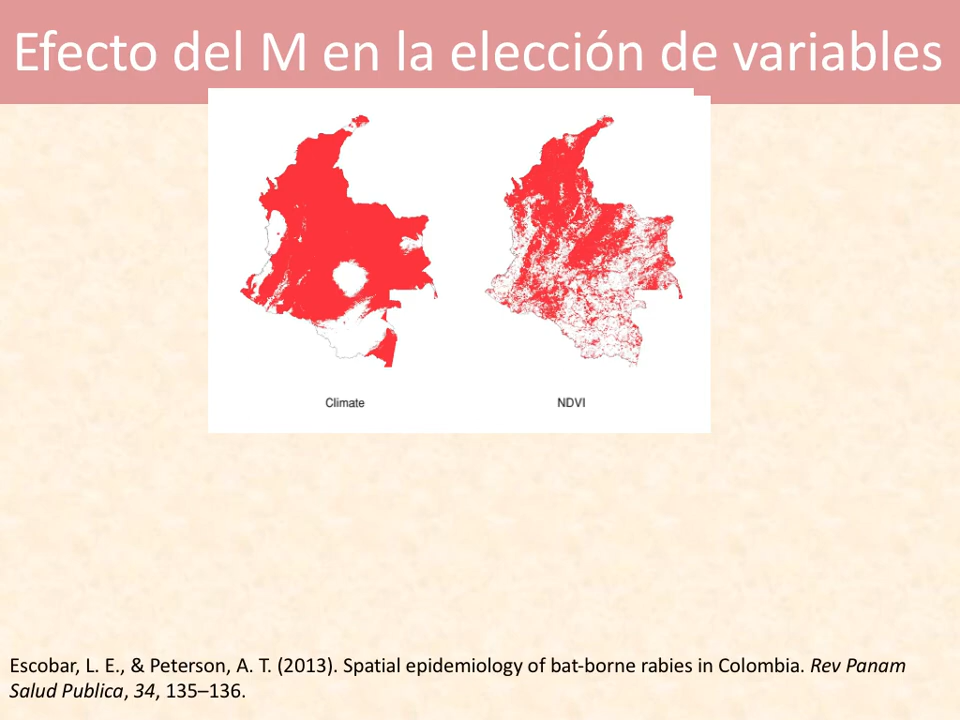 Efecto del M en la elección de variables
Climate
NDVI
Escobar, L. E., & Peterson, A. T. (2013). Spatial epidemiology of bat-borne rabies in Colombia. Rev Panam
Salud Publica, 34, 135–136.